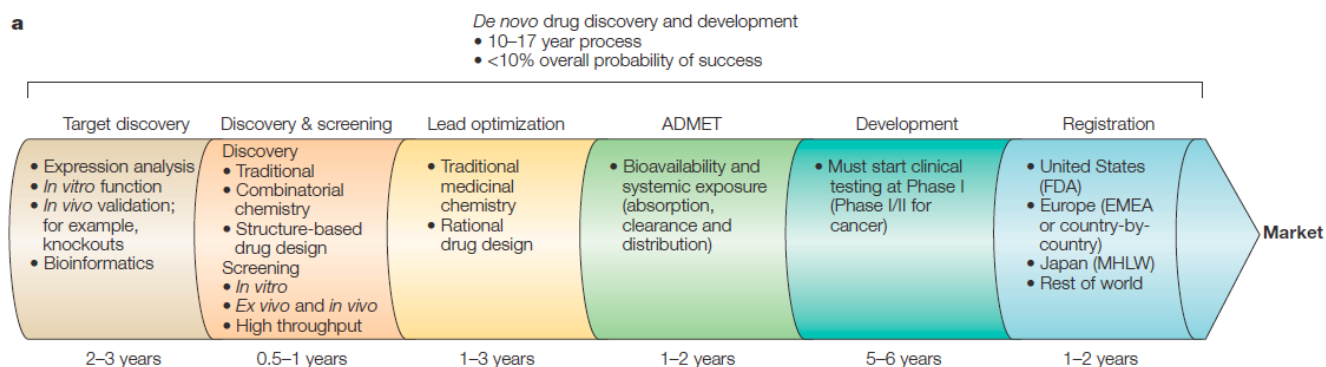 a
De novo drug discovery and development
• 10–17 year process
• <10% overall probability of success
Target discovery
Discovery & screening
Lead optimization
ADMET
Development
Registration
• Expression analysis
• In vitro function
• In vivo validation;
for example,
knockouts
• Bioinformatics
Discovery
• Traditional
• Combinatorial
chemistry
• Structure-based
drug design
Screening
• In vitro
• Ex vivo and in vivo
• High throughput
• Traditional
medicinal
chemistry
• Rational
drug design
• Bioavailability and
systemic exposure
(absorption,
clearance and
distribution)
• Must start clinical
testing at Phase I
(Phase I/II for
cancer)
• United States
(FDA)
• Europe (EMEA
or country-by-
country)
• Japan (MHLW)
• Rest of world
Market
2–3 years
0.5–1 years
1–3 years
1–2 years
5–6 years
1–2 years